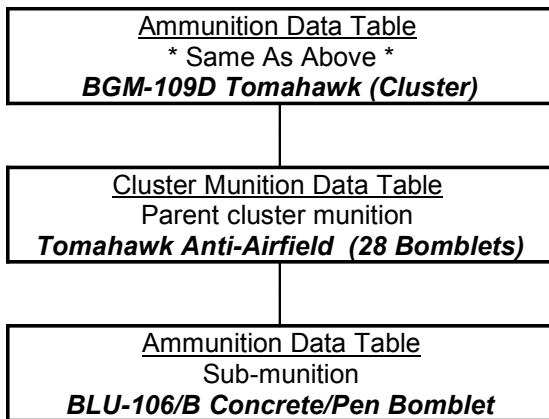 Ammunition Data Table
* Same As Above *
BGM-109D Tomahawk (Cluster)
Cluster Munition Data Table
Parent cluster munition
Tomahawk Anti-Airfield  (28 Bomblets)
Ammunition Data Table
Sub-munition
BLU-106/B Concrete/Pen Bomblet